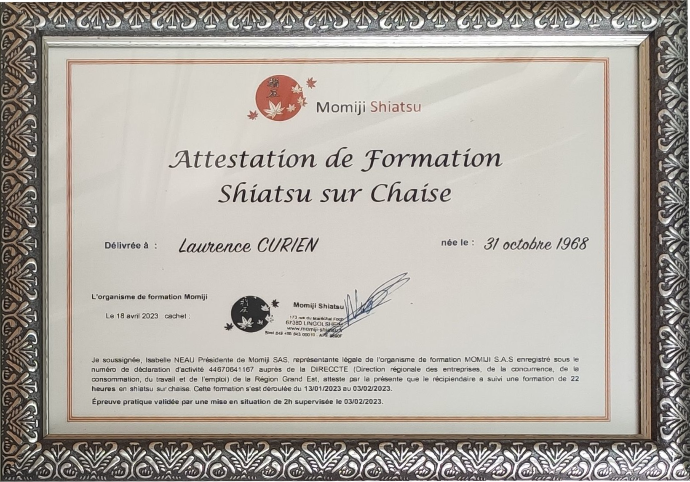 Momiji Shiatsu
Attestation de Formation
Shiatsu sur Chaise
Délivrée à : Laurence CURIEN née le : 31 octobre 1968
L'organisme de formation Momiji
Le 18 avril 2023 cachet :
Momiji Shiatsu
67380 LINGOLSHEIM
www.momiji-shiatsu.fr
Je soussignée, Isabelle NEAU Présidente de Momiji SAS, représentante légale de l'organisme de formation MOMIJI S.A.S enregistré sous le
numéro de déclaration d'activité 44670641167 auprès de la DIRECCTE (Direction régionale des entreprises, de la concurrence, de la
consommation, du travail et de l'emploi) de la Région Grand Est, atteste par la présente que le récipiendaire a suivi une formation de 22
heures en shiatsu sur chaise. Cette formation s'est déroulée du 13/01/2023 au 03/02/2023.
Épreuve pratique validée par une mise en situation de 2h supervisée le 03/02/2023.